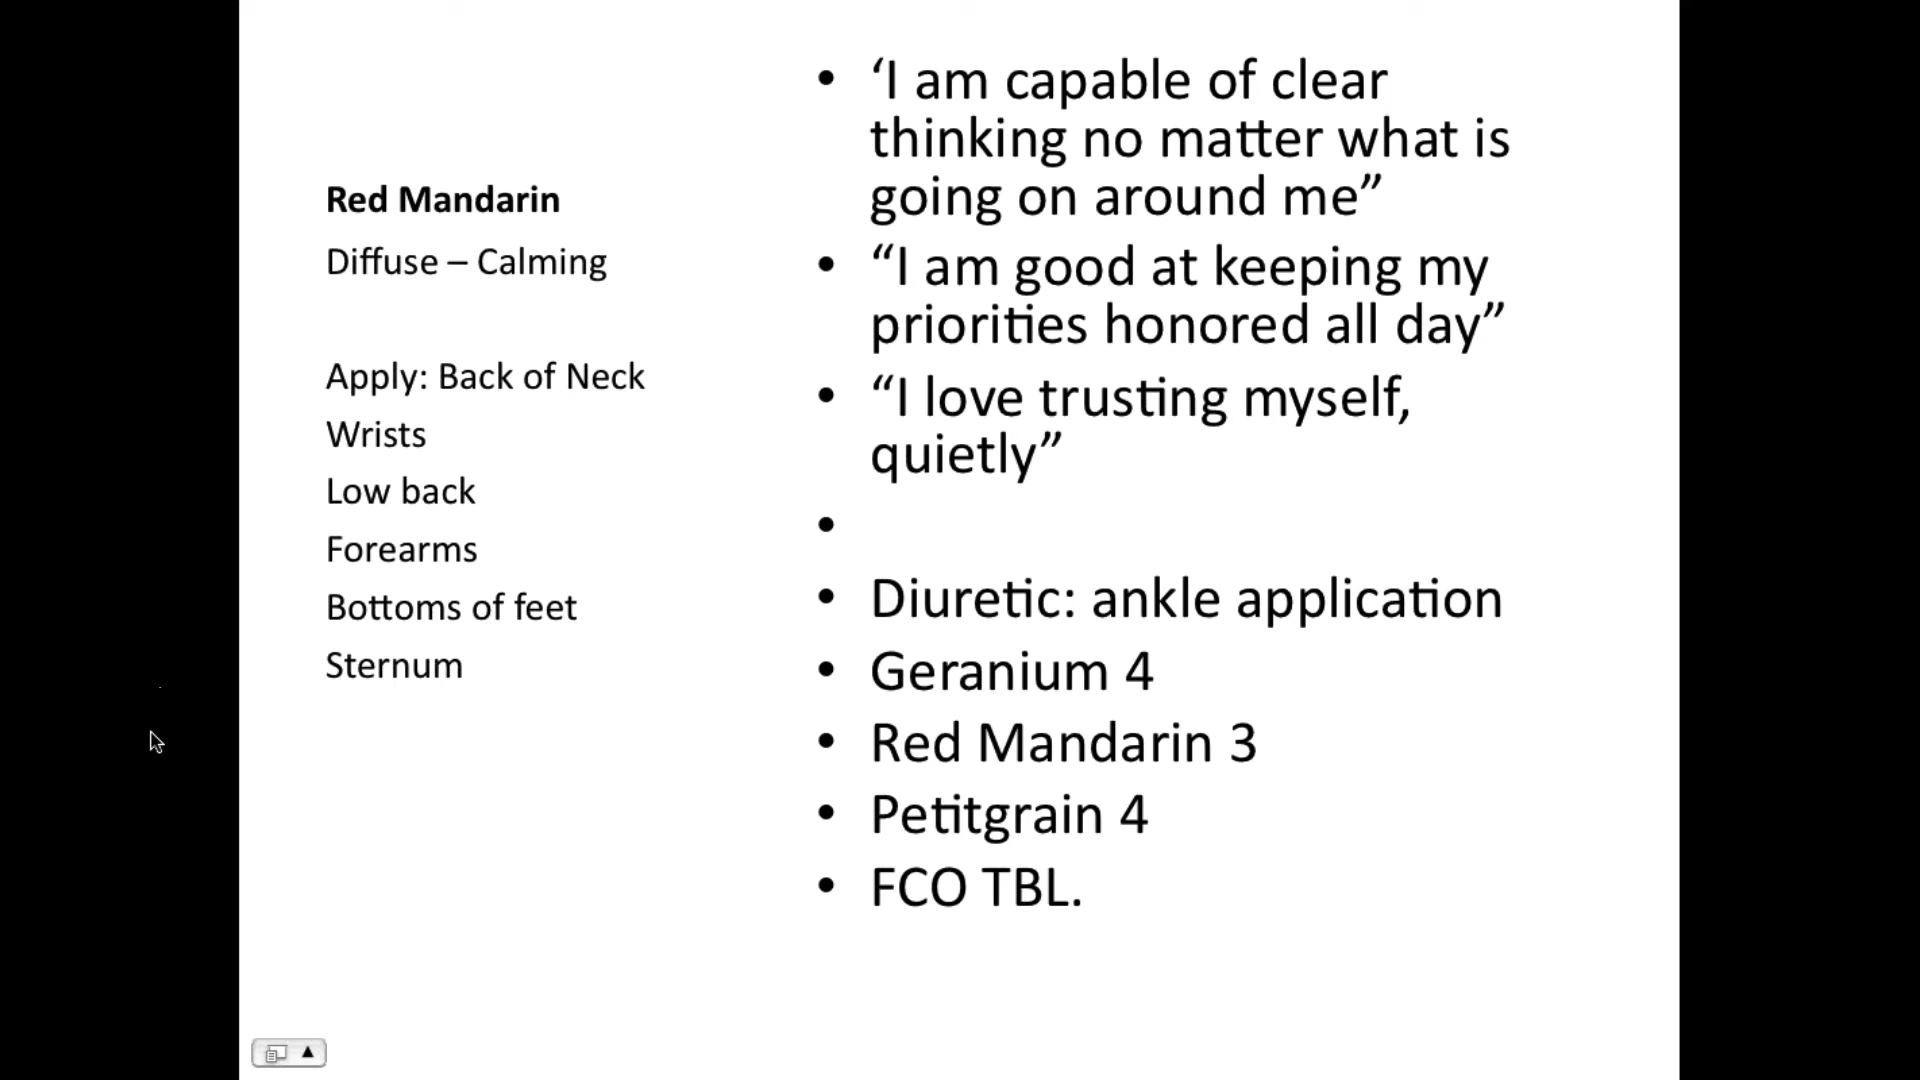 Red Mandarin
Diffuse – Calming
Apply: Back of Neck
Wrists
Low back
Forearms
Bottoms of feet
Sternum
• ‘I am capable of clear
thinking no matter what is
going on around me”
• “I am good at keeping my
priorities honored all day”
• “I love trusting myself,
quietly”
•
• Diuretic: ankle application
• Geranium 4
• Red Mandarin 3
• Petitgrain 4
• FCO TBL.